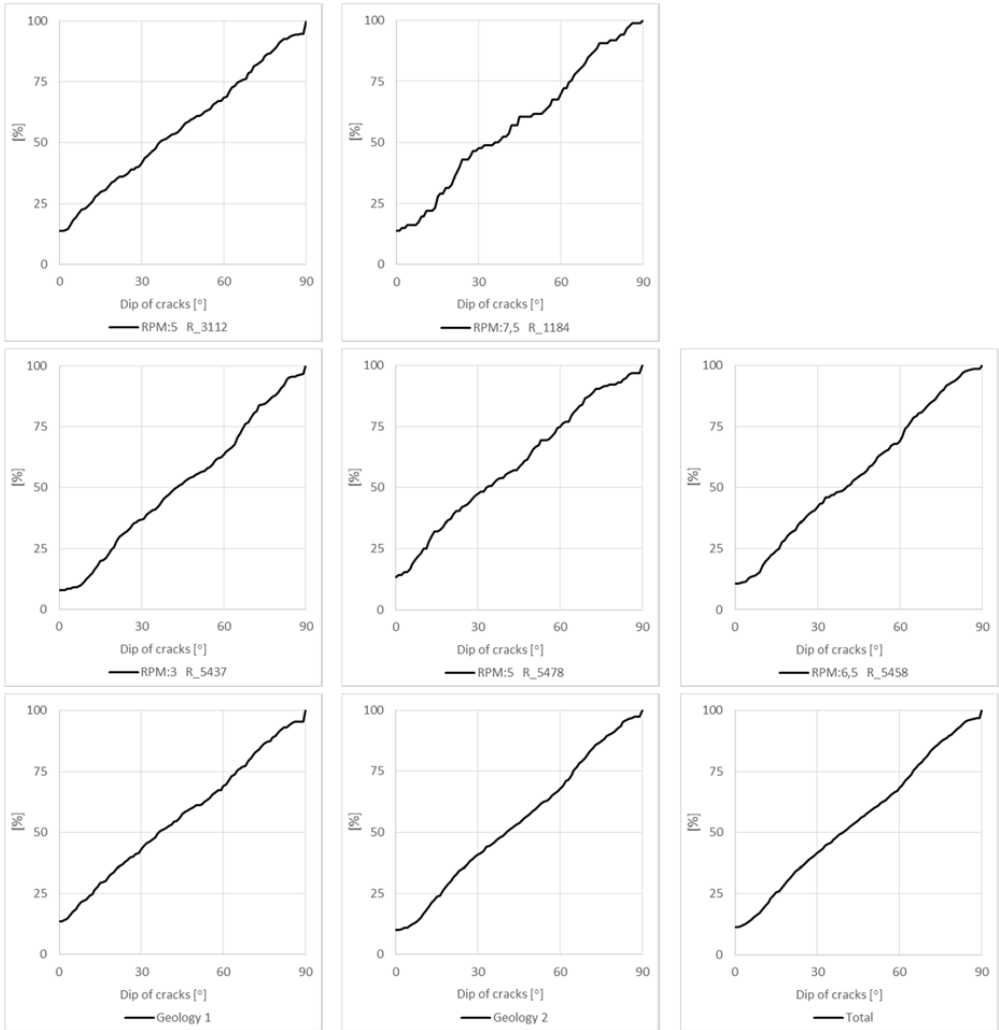 100
75
50
25
0
[%]
0 30 60 90
Dip of cracks [°]
RPM:5 R_3112
100
75
50
25
0
[%]
0 30 60 90
Dip of cracks [°]
RPM:7,5 R_1184
100
75
50
25
0
[%]
0 30 60 90
Dip of cracks [°]
RPM:3 R_5437
100
75
50
25
0
[%]
0 30 60 90
Dip of cracks [°]
RPM:5 R_5478
100
75
50
25
0
[%]
0 30 60 90
Dip of cracks [°]
RPM:6,5 R_5458
100
75
50
25
0
[%]
0 30 60 90
Dip of cracks [°]
Geology 1
100
75
50
25
0
[%]
0 30 60 90
Dip of cracks [°]
Geology 2
100
75
50
25
0
[%]
0 30 60 90
Dip of cracks [°]
Total